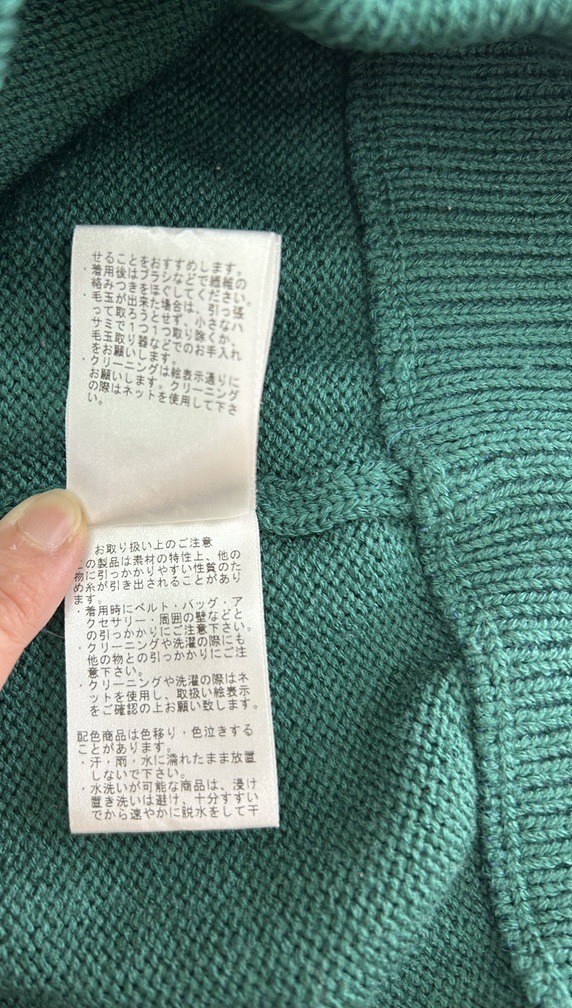 せることをおすすめします。
・着用後はブラシなどで繊維の
絡みつきをほぐしてください。
・毛玉が出来た場合は、引っ張
って取ろうとせず、小さなハ
サミで1つ1つ取り除くか、
毛玉取り器などでのお手入れ
をお願いします。
・クリーニングは絵表示通りに
お願いします。クリーニング
の際はネットを使用して下さ
い。
お取り扱い上のご注意
この製品は素材の特性上、他の
物に引っかかりやすい性質のた
め糸が引き出されることがあり
ます。
・着用時にベルト・バッグ・ア
クセサリー・周囲の壁などと
の引っかかりにご注意下さい。
・クリーニングや洗濯の際にも
他の物との引っかかりにご注
意下さい。
・クリーニングや洗濯の際はネ
ットを使用し、取扱い絵表示
をご確認の上お願い致します。
配色商品は色移り・色泣きする
ことがあります。
・汗・雨・水に濡れたまま放置
しないで下さい。
・水洗いが可能な商品は、浸け
置き洗いは避け、十分すすい
でから速やかに脱水をして干